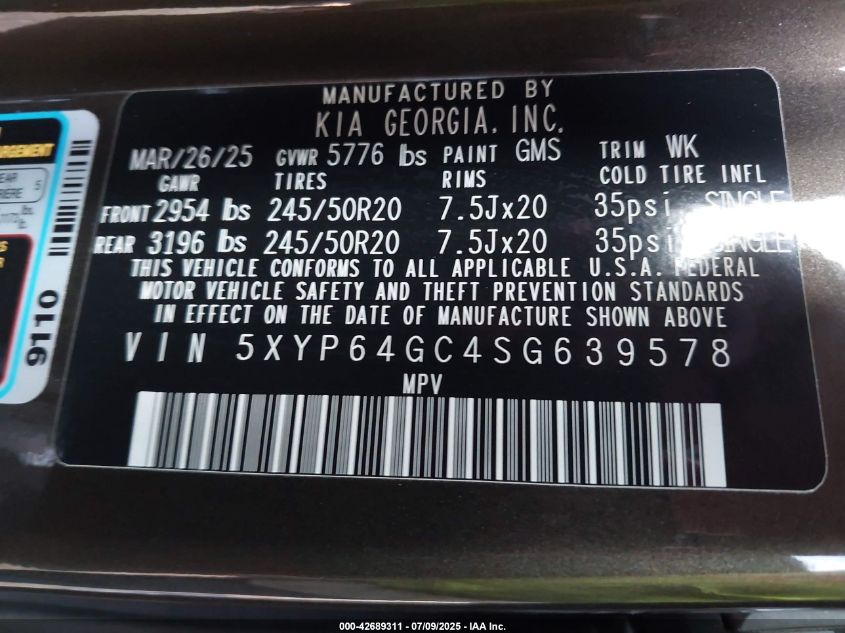 MANUFACTURED BY
KIA GEORGIA, INC.
MAR/26/25 GVWR 5776 lbs PAINT GMS TRIM WK
GAWR TIRES RIMS COLD TIRE INFL
FRONT 2954 lbs 245/50R20 7.5Jx20 35psi SINGLE
REAR 3196 lbs 245/50R20 7.5Jx20 35psi SINGLE
THIS VEHICLE CONFORMS TO ALL APPLICABLE U.S.A. FEDERAL
MOTOR VEHICLE SAFETY AND THEFT PREVENTION STANDARDS
IN EFFECT ON THE DATE OF MANUFACTURE SHOWN ABOVE
VIN 5XYP64GC4SG639578
MPV
9110
000-42689311 / 07/09/2025 - IAA Inc.